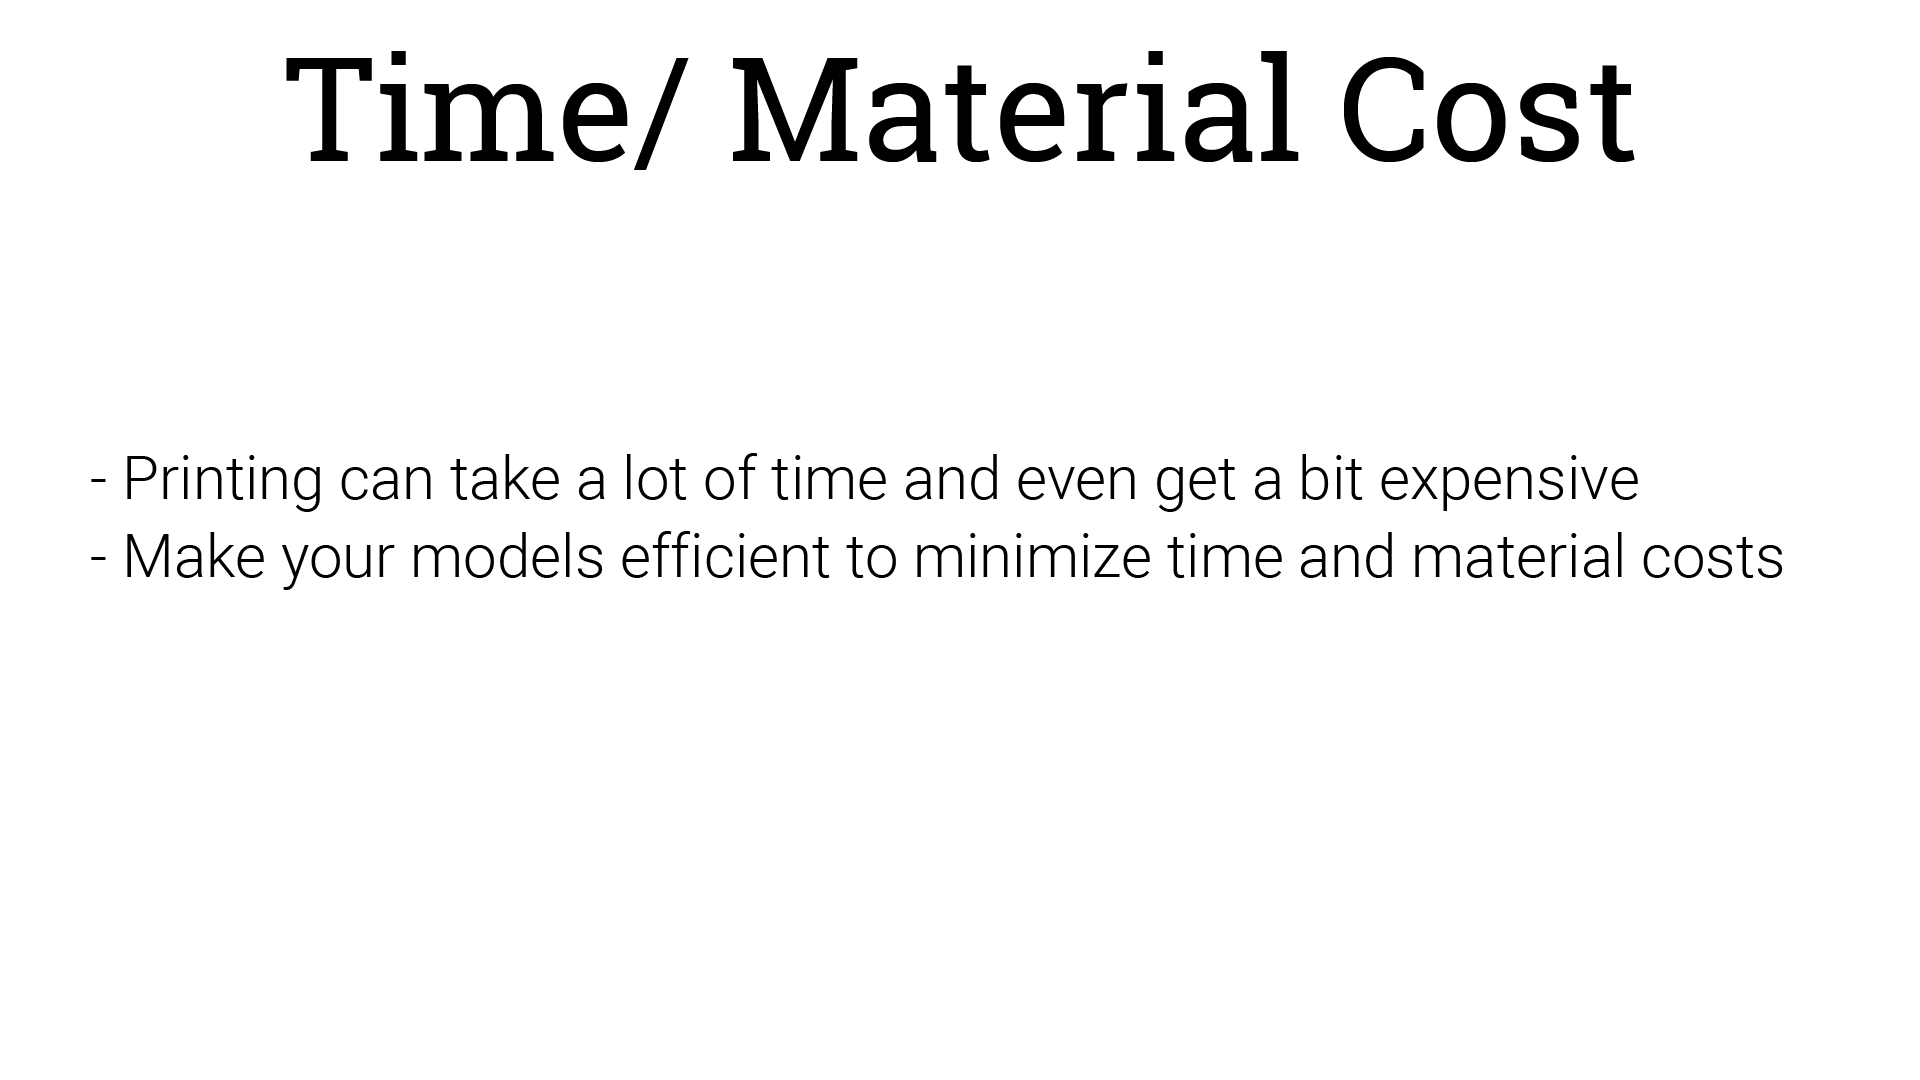 Time/ Material Cost
- Printing can take a lot of time and even get a bit expensive
- Make your models efficient to minimize time and material costs